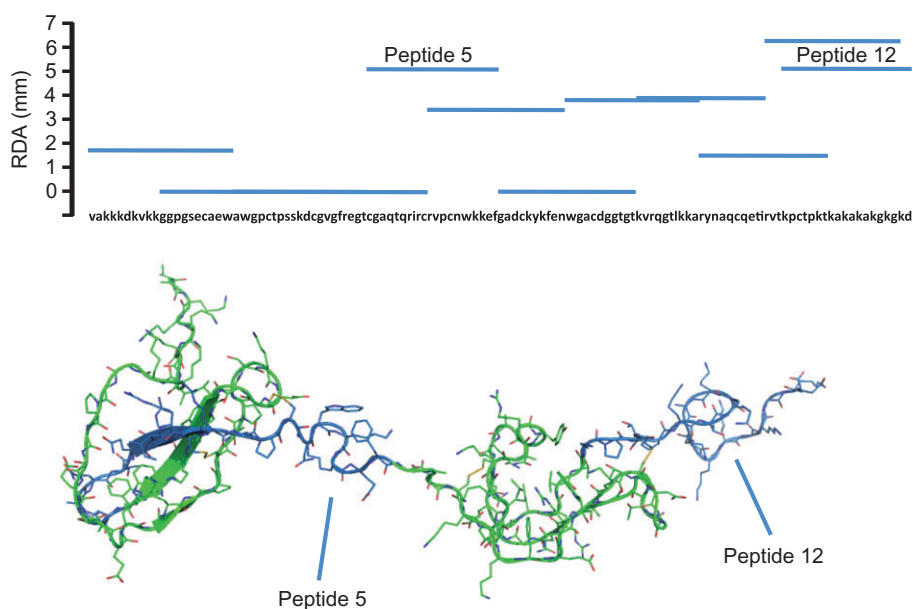 7
6
Peptide 5
Peptide 12
5
4
3
2
1
0
RDA (mm)
vakkkdkvkkggpgsecaewawgpctpsskdcgvgfregtcgaqtqrircrvpcnwkkefgadckykfenwgacdggtgtkvrqgtlkkarynaqcqetirvtkpctpktkakakakgkgkd
Peptide 12
Peptide 5